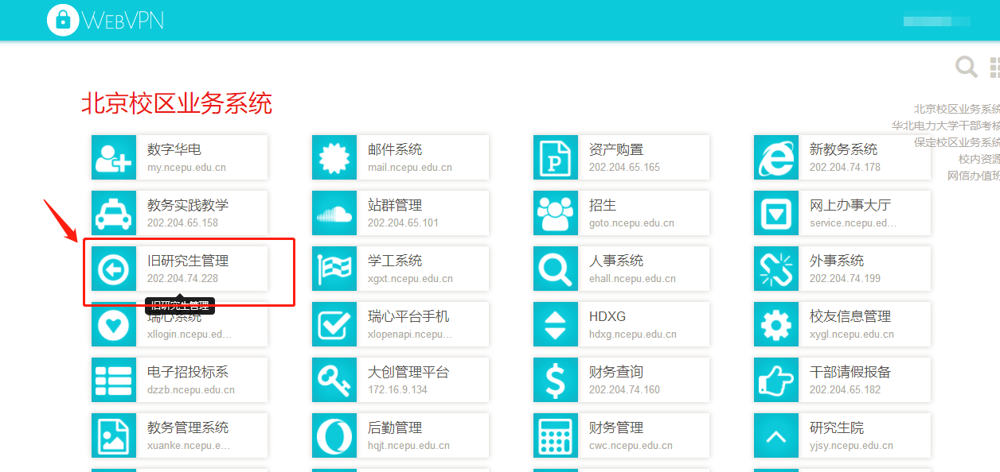 WEBVPN
北京校区业务系统
北京校区业务系统
华北电力大学干部考核
保定校区业务系统
校内资源
网信办值班
数字华电
my.ncepu.edu.cn
邮件系统
mail.ncepu.edu.cn
资产购置
202.204.65.165
新教务系统
202.204.74.178
教务实践教学
202.204.65.158
站群管理
202.204.65.101
招生
goto.ncepu.edu.cn
网上办事大厅
service.ncepu.ed...
旧研究生管理
202.204.74.228
学工系统
xgxt.ncepu.edu.cn
人事系统
ehall.ncepu.edu.cn
外事系统
202.204.74.199
旧研究生管理
瑞心系统
xllogin.ncepu.ed...
瑞心平台手机
xlopenapi.ncepu...
HDXG
hdxg.ncepu.edu.cn
校友信息管理
xygl.ncepu.edu.cn
电子招投标系
dzzb.ncepu.edu.cn
大创管理平台
172.16.9.134
财务查询
202.204.74.160
干部请假报备
202.204.65.182
教务管理系统
xuanke.ncepu.e...
后勤管理
hqjt.ncepu.edu.cn
财务管理
cwc.ncepu.edu.cn
研究生院
yjsy.ncepu.edu.cn